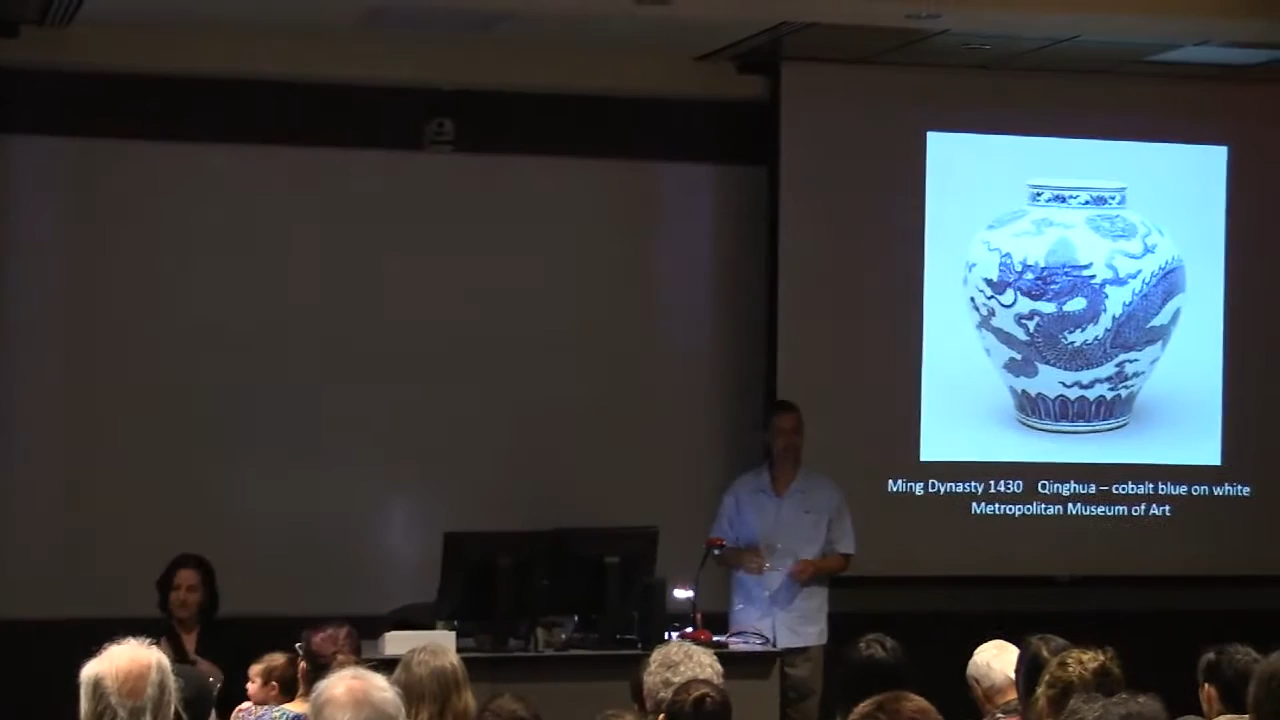 Ming Dynasty 1430 Qinghua – cobalt blue on white
Metropolitan Museum of Art